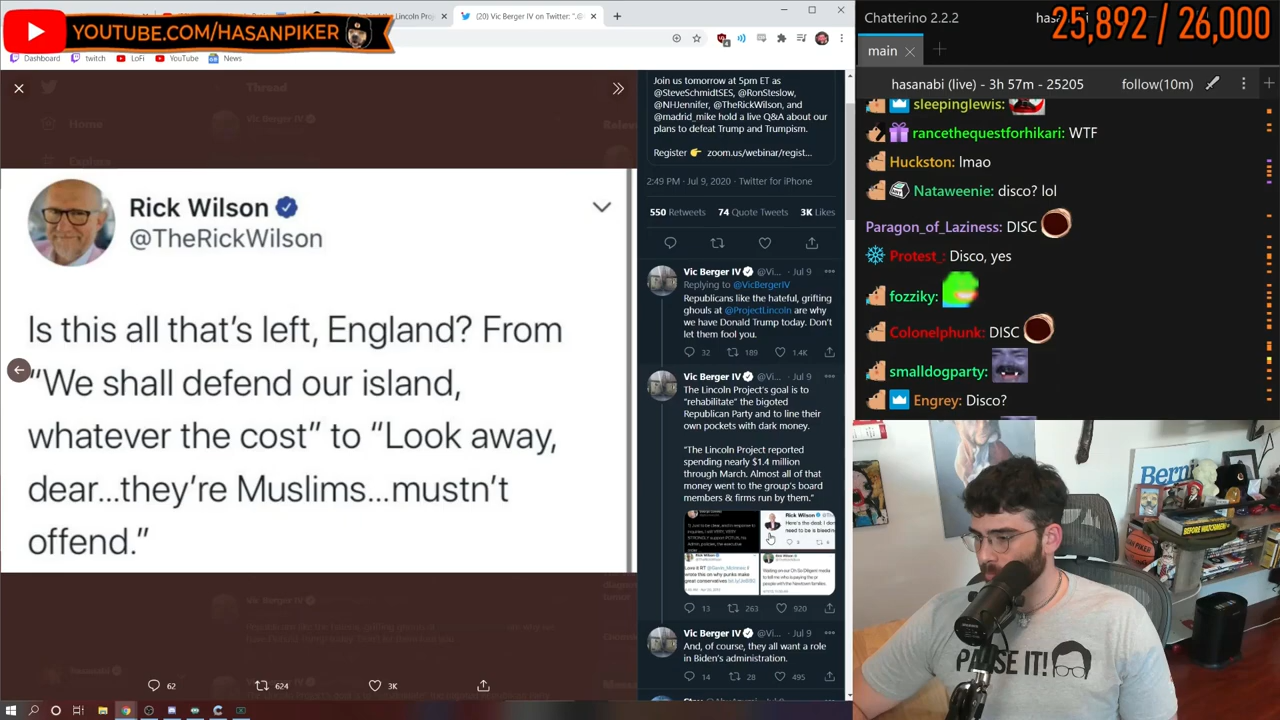 (20) Vic Berger IV on Twitter: "@
YOUTUBE.COM/HASANPIKER
Dashboard
twitch
LoFi
YouTube
News
Thread
Home
Explore
Vic Berger IV
Rick Wilson
@TheRickWilson
Is this all that's left, England? From
"We shall defend our island,
whatever the cost" to "Look away,
dear...they're Muslims...mustn't
offend."
62
624
3K
Join us tomorrow at 5pm ET as
@SteveSchmidtSES, @RonSteslow,
@NHJennifer, @TheRickWilson, and
@madrid_mike hold a live Q&A about our
plans to defeat Trump and Trumpism.
Register 👉 zoom.us/webinar/regist...
2:49 PM · Jul 9, 2020 · Twitter for iPhone
550 Retweets 74 Quote Tweets 3K Likes
Vic Berger IV @Vi... · Jul 9
Replying to @VicBergerIV
Republicans like the hateful, grifting
ghouls at @ProjectLincoln are why
we have Donald Trump today. Don't
let them fool you.
32 189 1.4K
Vic Berger IV @Vi... · Jul 9
The Lincoln Project's goal is to
"rehabilitate" the bigoted
Republican Party and to line their
own pockets with dark money.
"The Lincoln Project reported
spending nearly $1.4 million
through March. Almost all of that
money went to the group's board
members & firms run by them."
Rick Wilson
13 263 920
Vic Berger IV @Vi... · Jul 9
And, of course, they all want a role
in Biden's administration.
14 28 495
Chatterino 2.2.2
25,892 / 26,000
main
hasanabi (live) - 3h 57m - 25205
follow(10m)
sleepinglewis:
rancethequestforhikari: WTF
Huckston: lmao
Nataweenie: disco? lol
Paragon_of_Laziness: DISC
Protest_: Disco, yes
fozziky:
Colonelphunk: DISC
smalldogparty:
Engrey: Disco?
Bern
PAUSE IT!